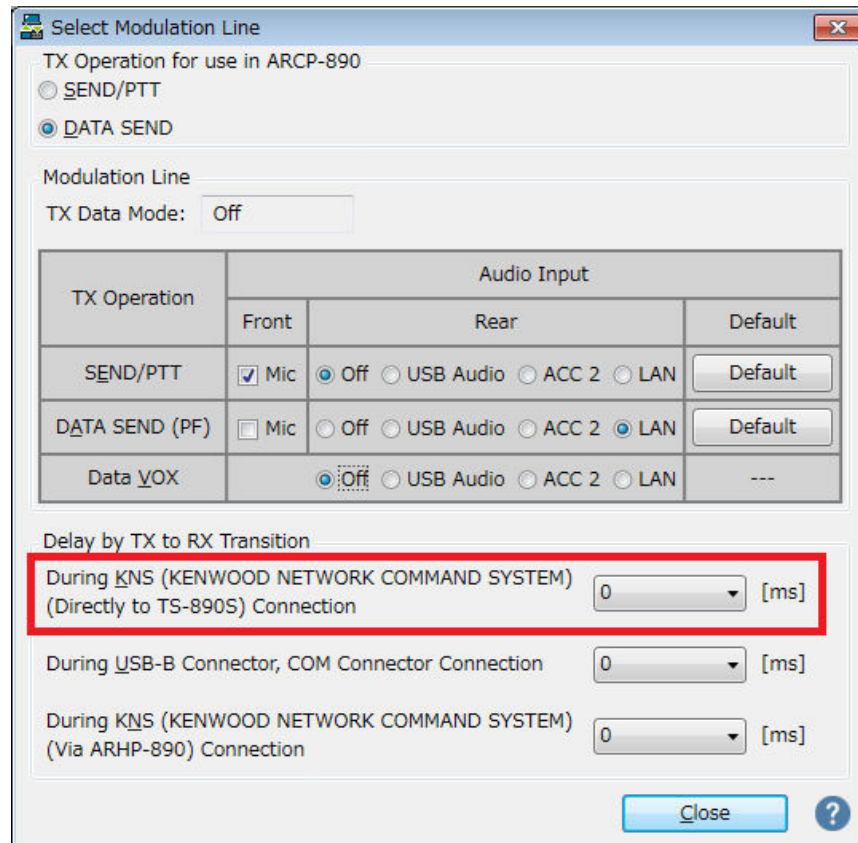 Select Modulation Line
TX Operation for use in ARCP-890
SEND/PTT
DATA SEND
Modulation Line
TX Data Mode: Off
TX Operation
Audio Input
Front Rear Default
SEND/PTT Mic Off USB Audio ACC 2 LAN Default
DATA SEND (PF) Mic Off USB Audio ACC 2 LAN Default
Data VOX Off USB Audio ACC 2 LAN ---
Delay by TX to RX Transition
During KNS (KENWOOD NETWORK COMMAND SYSTEM)
(Directly to TS-890S) Connection
0 [ms]
During USB-B Connector, COM Connector Connection 0 [ms]
During KNS (KENWOOD NETWORK COMMAND SYSTEM)
(Via ARHP-890) Connection
0 [ms]
Close ?